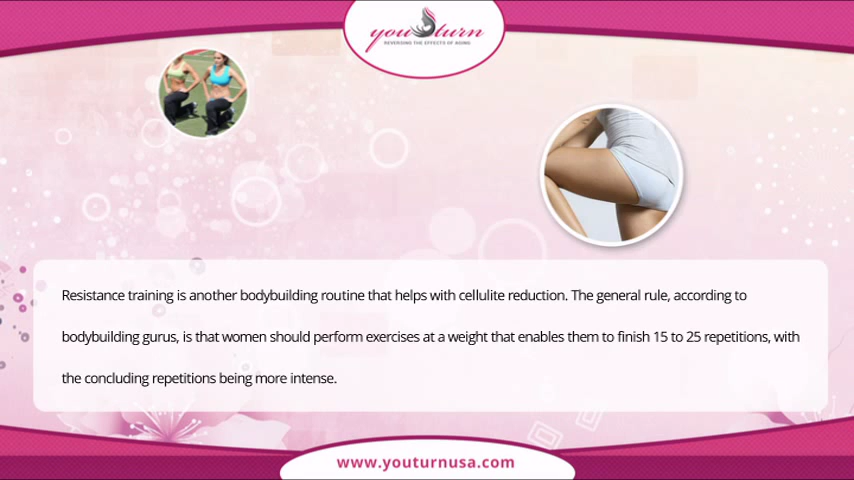 youturn
REVERSING THE EFFECTS OF AGING
Resistance training is another bodybuilding routine that helps with cellulite reduction. The general rule, according to
bodybuilding gurus, is that women should perform exercises at a weight that enables them to finish 15 to 25 repetitions, with
the concluding repetitions being more intense.
www.youturnusa.com